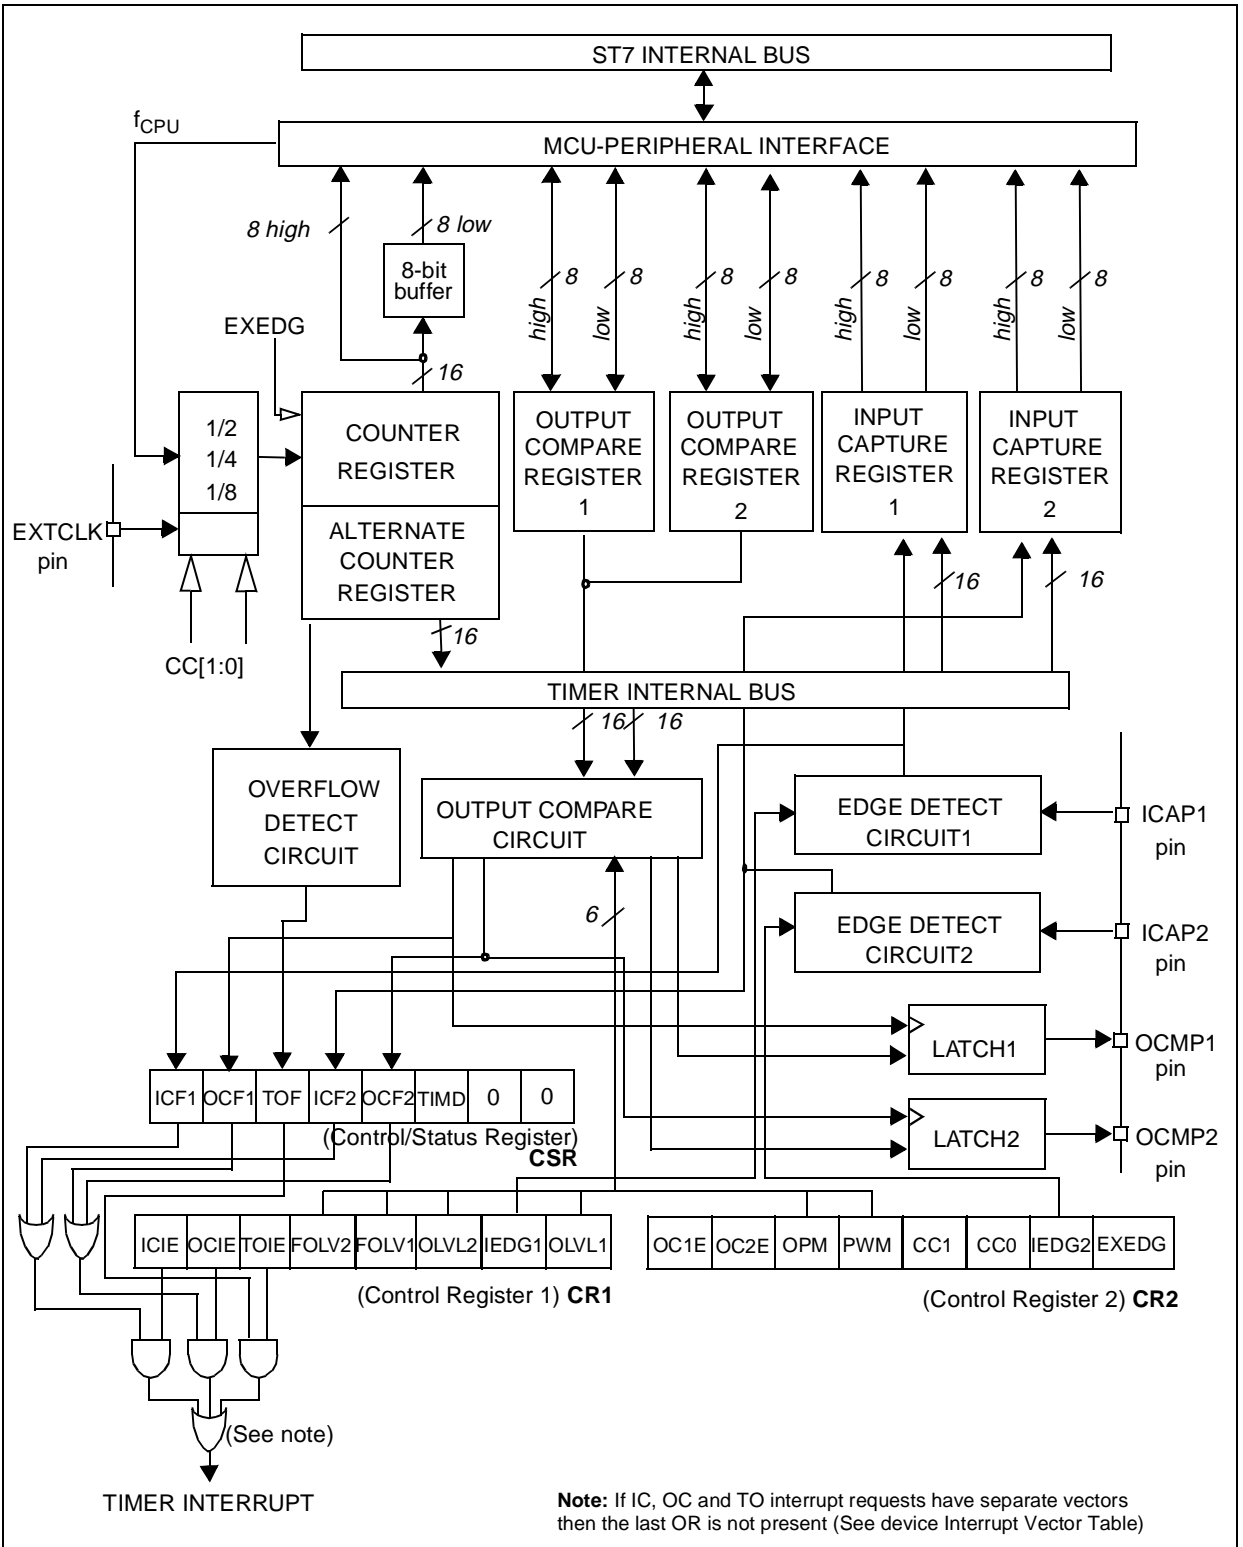 ST7 INTERNAL BUS
fCPU
MCU-PERIPHERAL INTERFACE
8 high
8 low
8-bit
buffer
8
8
8
8
8
8
8
8
high
low
high
low
high
low
high
low
EXEDG
16
1/2
1/4
1/8
COUNTER
REGISTER
OUTPUT
COMPARE
REGISTER
1
OUTPUT
COMPARE
REGISTER
2
INPUT
CAPTURE
REGISTER
1
INPUT
CAPTURE
REGISTER
2
EXTCLK
pin
ALTERNATE
COUNTER
REGISTER
16
16
16
CC[1:0]
TIMER INTERNAL BUS
16
16
OVERFLOW
DETECT
CIRCUIT
OUTPUT COMPARE
CIRCUIT
EDGE DETECT
CIRCUIT1
ICAP1
pin
6
EDGE DETECT
CIRCUIT2
ICAP2
pin
LATCH1
OCMP1
pin
ICF1 OCF1 TOF ICF2 OCF2 TIMD 0 0
(Control/Status Register)
CSR
LATCH2
OCMP2
pin
ICIE OCIE TOIE FOLV2 FOLV1 OLVL2 IEDG1 OLVL1
OC1E OC2E OPM PWM CC1 CC0 IEDG2 EXEDG
(Control Register 1) CR1
(Control Register 2) CR2
(See note)
TIMER INTERRUPT
Note: If IC, OC and TO interrupt requests have separate vectors
then the last OR is not present (See device Interrupt Vector Table)